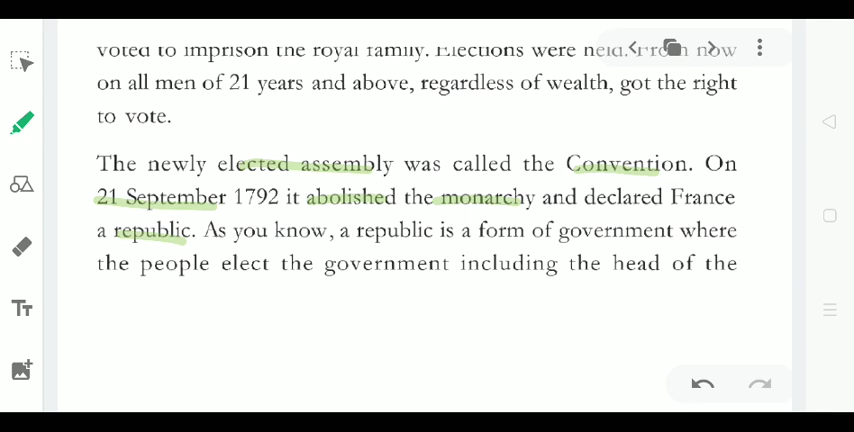 voted to imprison the royal family. Elections were held. From now
on all men of 21 years and above, regardless of wealth, got the right
to vote.
The newly elected assembly was called the Convention. On
21 September 1792 it abolished the monarchy and declared France
a republic. As you know, a republic is a form of government where
the people elect the government including the head of the
TT